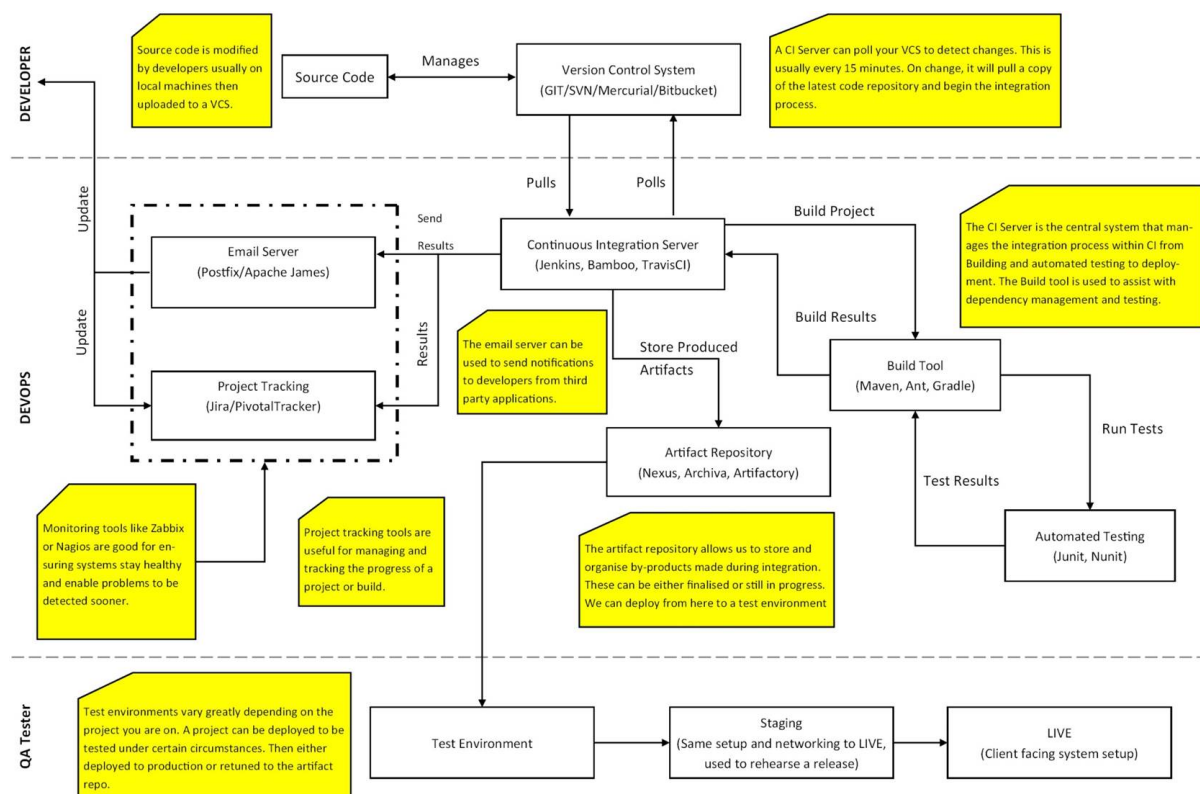 DEVELOPER
Source code is modified
by developers usually on
local machines then
uploaded to a VCS.
Source Code
Manages
Version Control System
(GIT/SVN/Mercurial/Bitbucket)
A CI Server can poll your VCS to detect changes. This is
usually every 15 minutes. On change, it will pull a copy
of the latest code repository and begin the integration
process.
DEVOPS
Update
Update
Pulls
Polls
Email Server
(Postfix/Apache James)
Send
Results
Results
Continuous Integration Server
(Jenkins, Bamboo, TravisCI)
Build Project
Build Results
The CI Server is the central system that man-
ages the integration process within CI from
Building and automated testing to deploy-
ment. The Build tool is used to assist with
dependency management and testing.
Project Tracking
(Jira/PivotalTracker)
The email server can be
used to send notifications
to developers from third
party applications.
Store Produced
Artifacts
Build Tool
(Maven, Ant, Gradle)
Run Tests
Test Results
Artifact Repository
(Nexus, Archiva, Artifactory)
Automated Testing
(Junit, Nunit)
Monitoring tools like Zabbix
or Nagios are good for en-
suring systems stay healthy
and enable problems to be
detected sooner.
Project tracking tools are
useful for managing and
tracking the progress of a
project or build.
The artifact repository allows us to store and
organise by-products made during integration.
These can be either finalised or still in progress.
We can deploy from here to a test environment
QA Tester
Test environments vary greatly depending on the
project you are on. A project can be deployed to be
tested under certain circumstances. Then either
deployed to production or retuned to the artifact
repo.
Test Environment
Staging
(Same setup and networking to LIVE,
used to rehearse a release)
LIVE
(Client facing system setup)